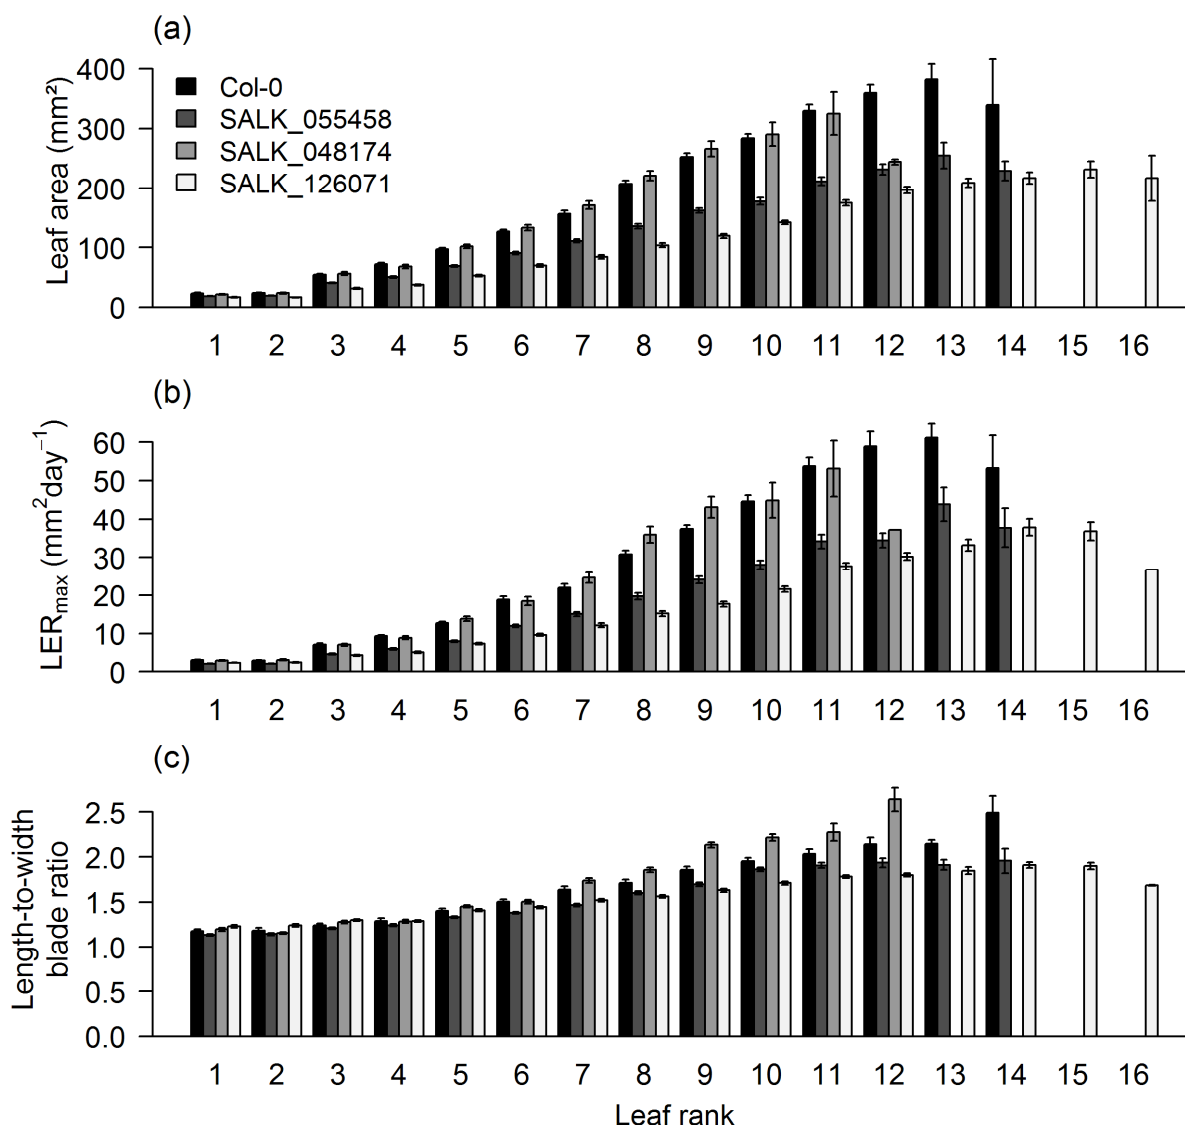 (a)
Leaf area (mm²)
400
300
200
100
0
Col-0
SALK_055458
SALK_048174
SALK_126071
1 2 3 4 5 6 7 8 9 10 11 12 13 14 15 16
(b)
LERmax (mm²day⁻¹)
60
50
40
30
20
10
0
1 2 3 4 5 6 7 8 9 10 11 12 13 14 15 16
(c)
Length-to-width
blade ratio
2.5
2.0
1.5
1.0
0.5
0.0
1 2 3 4 5 6 7 8 9 10 11 12 13 14 15 16
Leaf rank